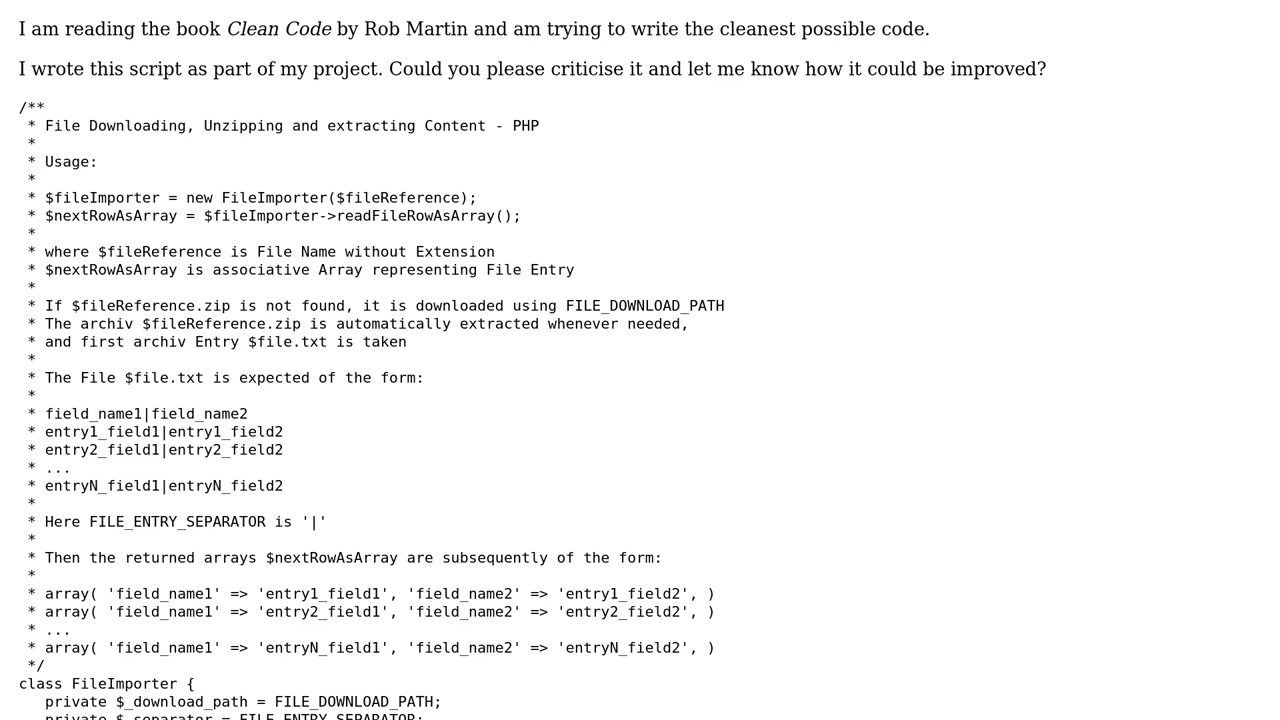 I am reading the book Clean Code by Rob Martin and am trying to write the cleanest possible code.
I wrote this script as part of my project. Could you please criticise it and let me know how it could be improved?
/**
 * File Downloading, Unzipping and extracting Content - PHP
 *
 * Usage:
 *
 * $fileImporter = new FileImporter($fileReference);
 * $nextRowAsArray = $fileImporter->readFileRowAsArray();
 *
 * where $fileReference is File Name without Extension
 * $nextRowAsArray is associative Array representing File Entry
 *
 * If $fileReference.zip is not found, it is downloaded using FILE_DOWNLOAD_PATH
 * The archiv $fileReference.zip is automatically extracted whenever needed,
 * and first archiv Entry $file.txt is taken
 *
 * The File $file.txt is expected of the form:
 *
 * field_name1|field_name2
 * entry1_field1|entry1_field2
 * entry2_field1|entry2_field2
 * ...
 * entryN_field1|entryN_field2
 *
 * Here FILE_ENTRY_SEPARATOR is '|'
 *
 * Then the returned arrays $nextRowAsArray are subsequently of the form:
 *
 * array( 'field_name1' => 'entry1_field1', 'field_name2' => 'entry1_field2', )
 * array( 'field_name1' => 'entry2_field1', 'field_name2' => 'entry2_field2', )
 * ...
 * array( 'field_name1' => 'entryN_field1', 'field_name2' => 'entryN_field2', )
 */
class FileImporter {
   private $_download_path = FILE_DOWNLOAD_PATH;
   private $_separator = FILE_ENTRY_SEPARATOR;